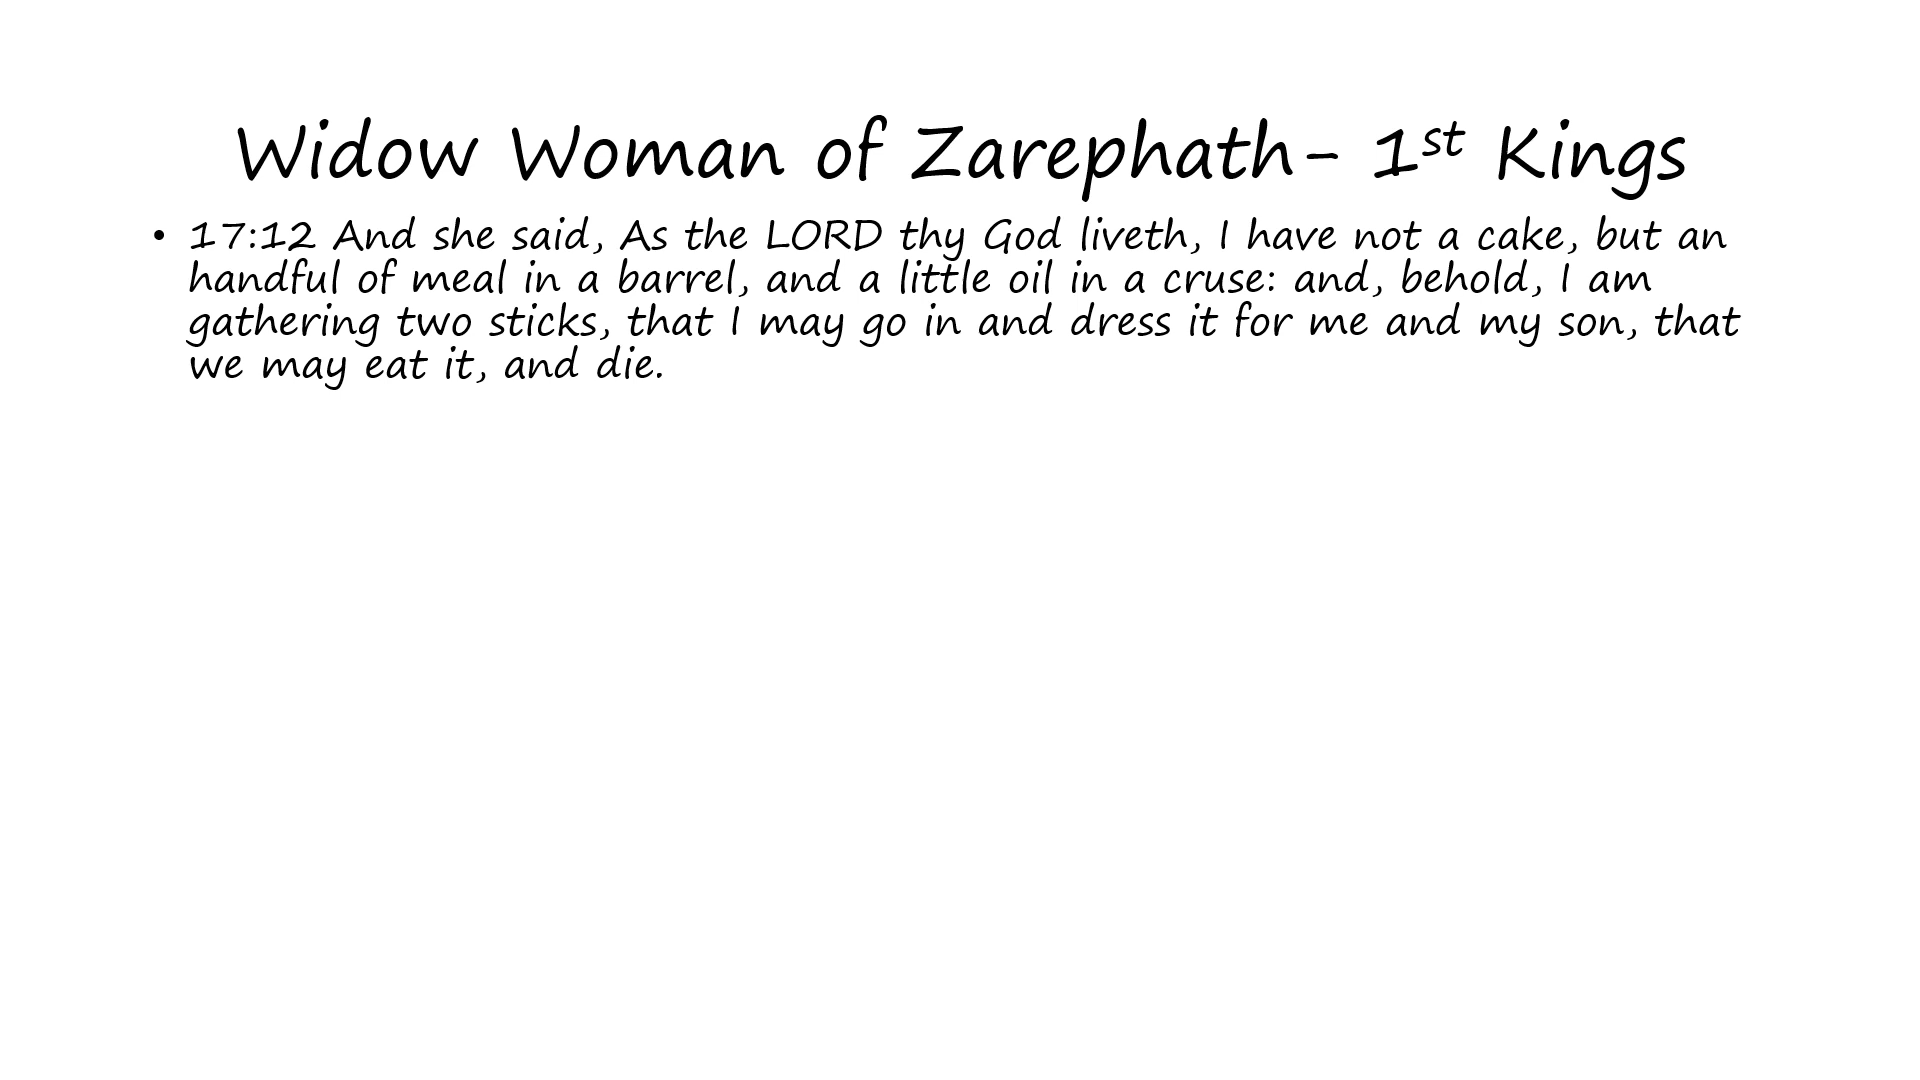 Widow Woman of Zarephath- 1st Kings
• 17:12 And she said, As the LORD thy God liveth, I have not a cake, but an
handful of meal in a barrel, and a little oil in a cruse: and, behold, I am
gathering two sticks, that I may go in and dress it for me and my son, that
we may eat it, and die.